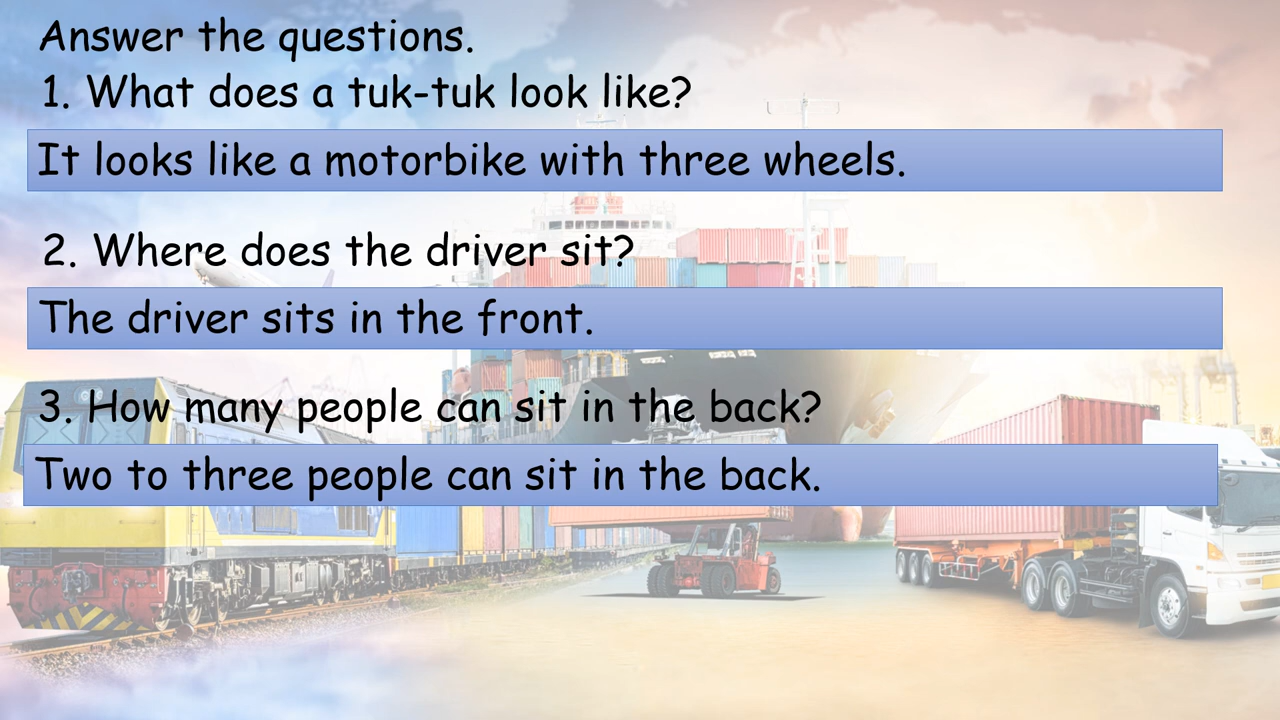 Answer the questions.
1. What does a tuk-tuk look like?
It looks like a motorbike with three wheels.
2. Where does the driver sit?
The driver sits in the front.
3. How many people can sit in the back?
Two to three people can sit in the back.